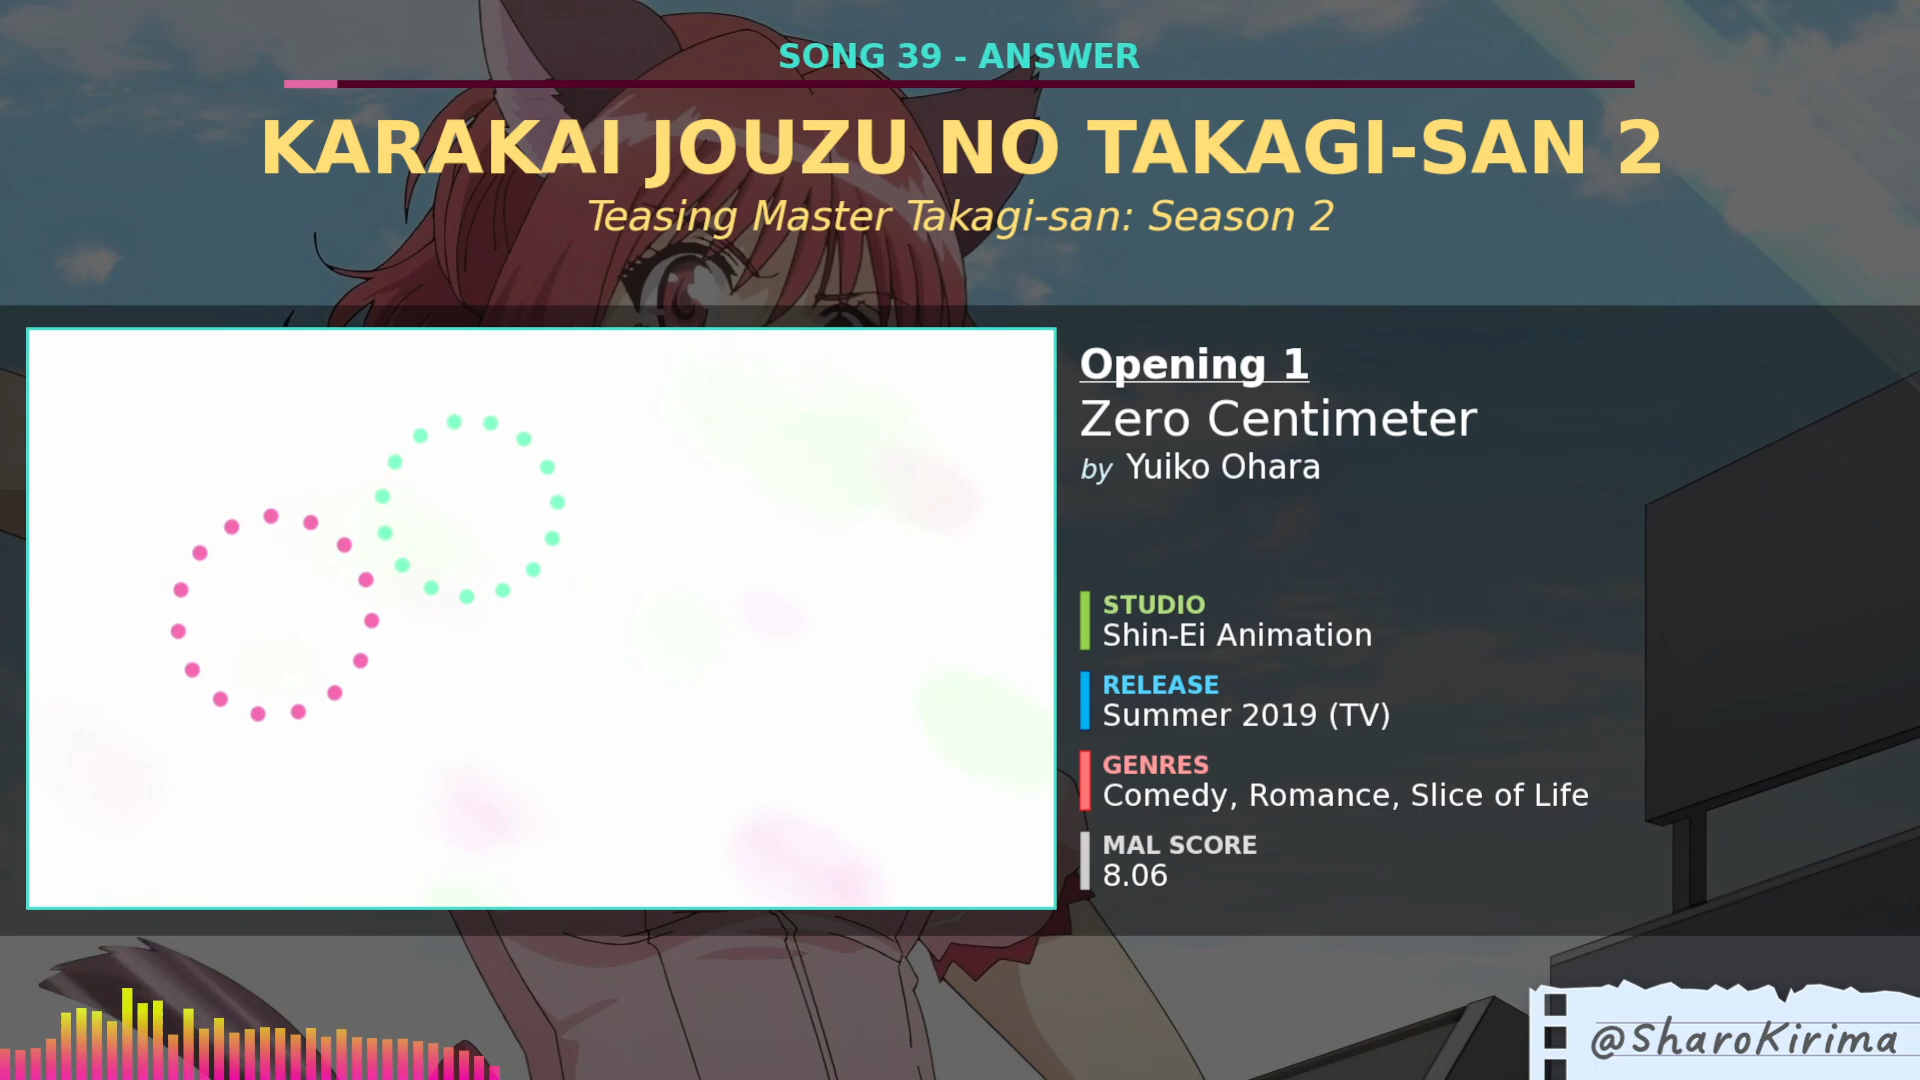 SONG 39 - ANSWER
KARAKAI JOUZU NO TAKAGI-SAN 2
Teasing Master Takagi-san: Season 2
Opening 1
Zero Centimeter
by Yuiko Ohara
STUDIO
Shin-Ei Animation
RELEASE
Summer 2019 (TV)
GENRES
Comedy, Romance, Slice of Life
MAL SCORE
8.06
@SharoKirima